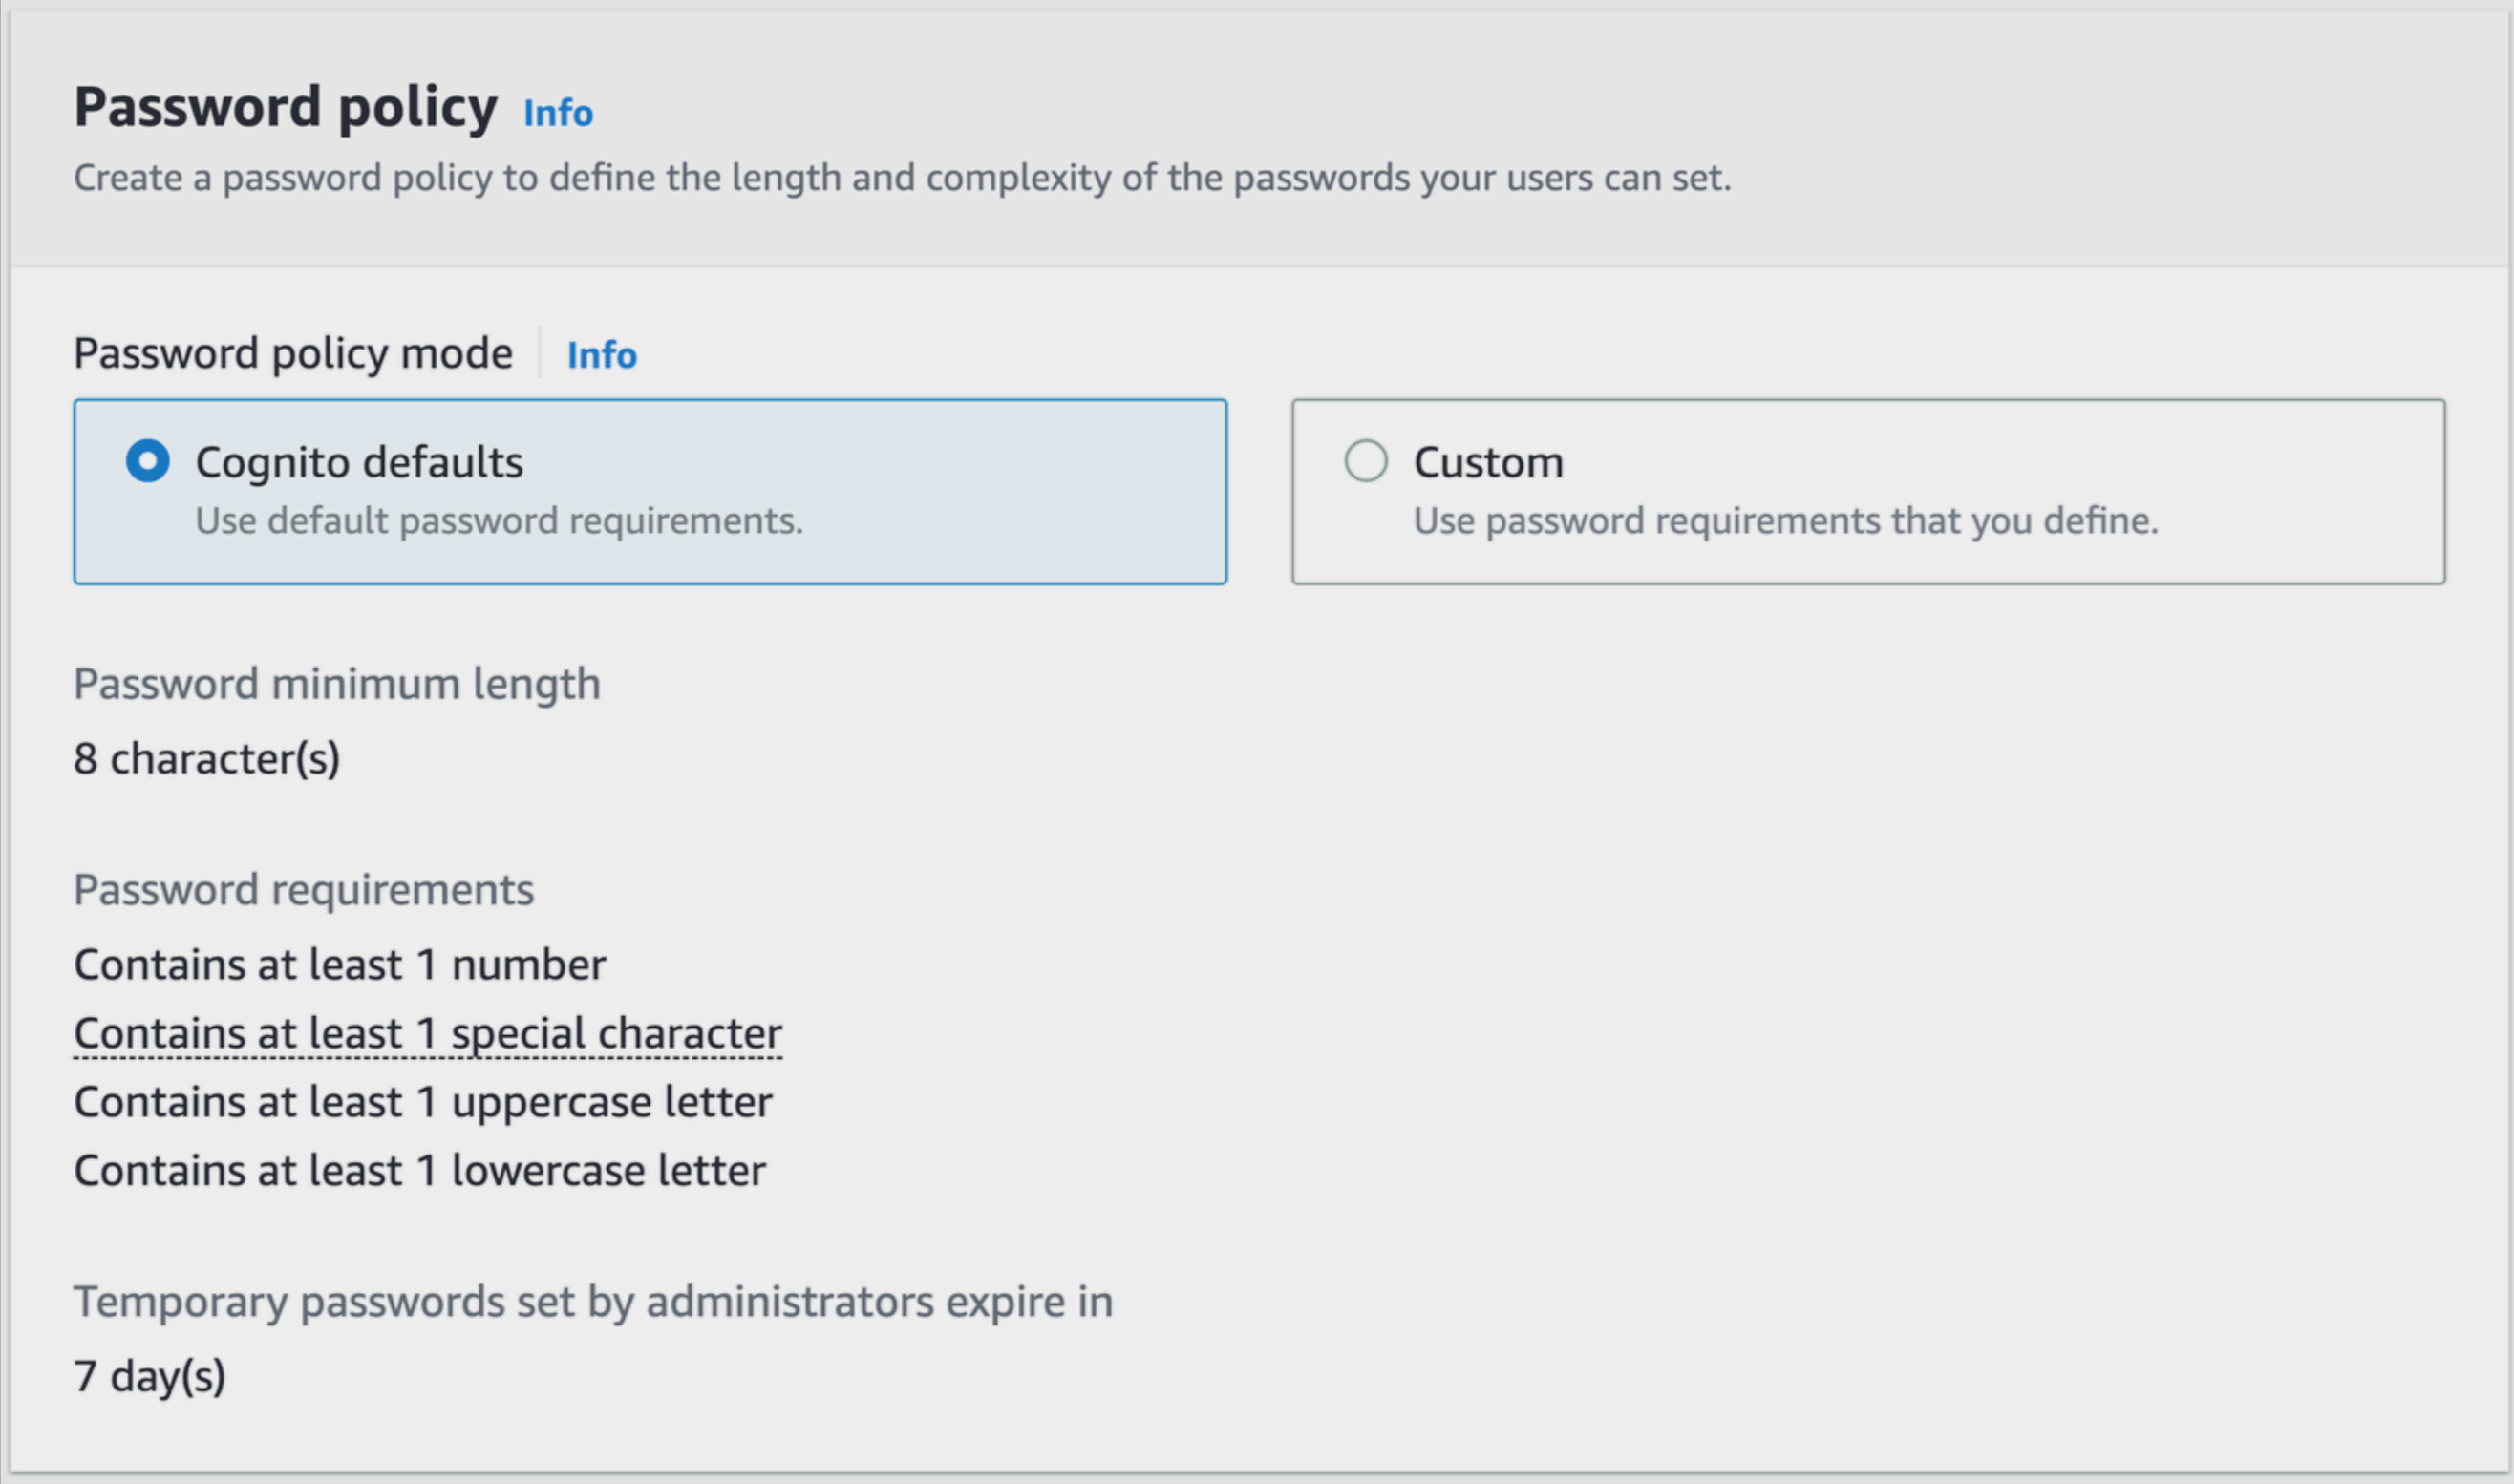 Password policy Info
Create a password policy to define the length and complexity of the passwords your users can set.
Password policy mode Info
Cognito defaults
Use default password requirements.
Custom
Use password requirements that you define.
Password minimum length
8 character(s)
Password requirements
Contains at least 1 number
Contains at least 1 special character
Contains at least 1 uppercase letter
Contains at least 1 lowercase letter
Temporary passwords set by administrators expire in
7 day(s)